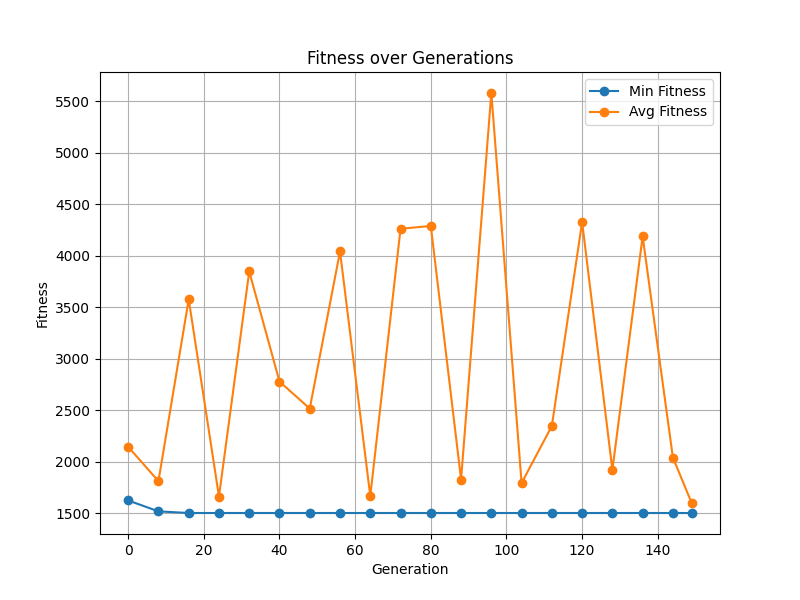 Fitness over Generations
Min Fitness
Avg Fitness
5500
5000
4500
4000
3500
3000
2500
2000
1500
Fitness
0 20 40 60 80 100 120 140
Generation